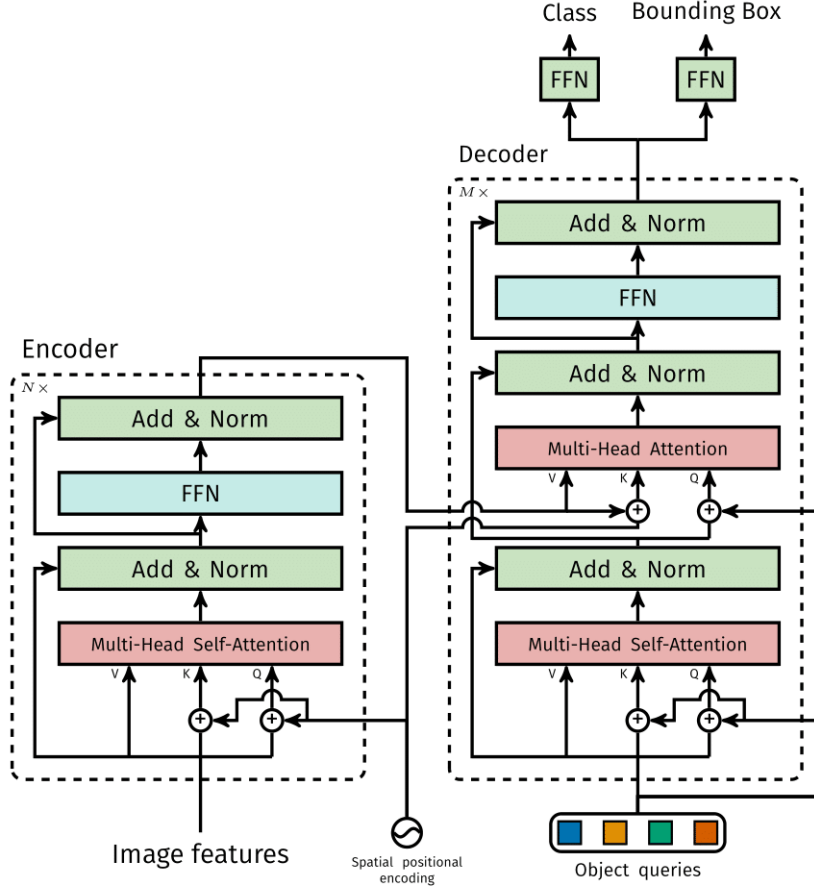 Class Bounding Box
FFN FFN
Decoder
M ×
Add & Norm
FFN
Add & Norm
Multi-Head Attention
V K Q
+ +
Add & Norm
Multi-Head Self-Attention
V K Q
+ +
Object queries
Encoder
N ×
Add & Norm
FFN
Add & Norm
Multi-Head Self-Attention
V K Q
+ +
Image features
Spatial positional
encoding